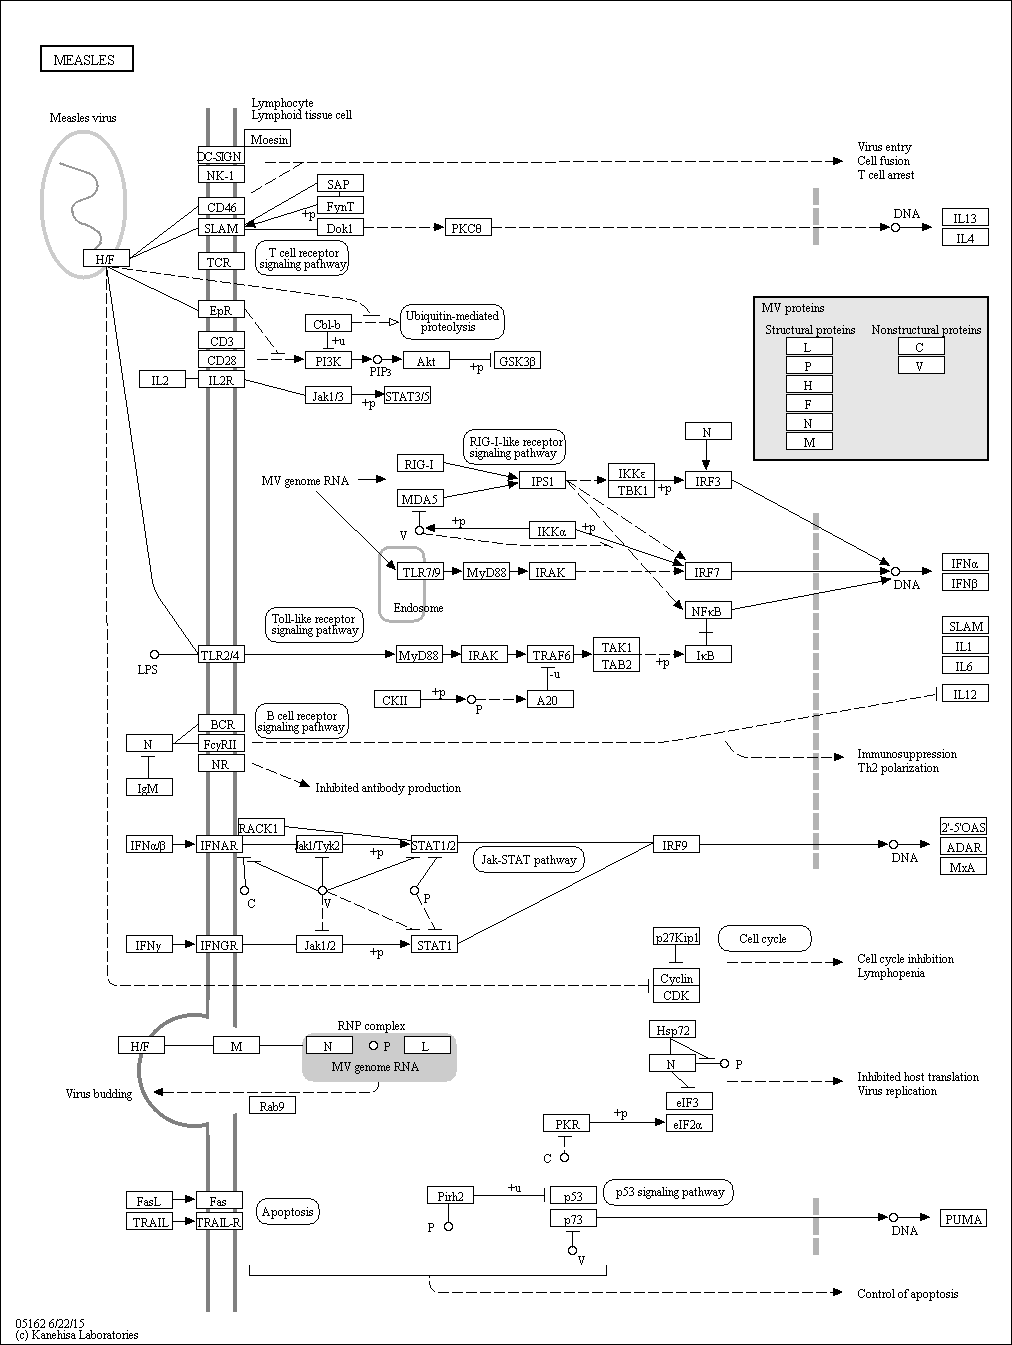 MEASLES
Lymphocyte
Lymphoid tissue cell
Measles virus
Moesin
DC-SIGN
NK-1
Virus entry
Cell fusion
T cell arrest
SAP
CD46
FynT
+p
SLAM
Dok1
PKCθ
DNA
IL13
IL4
H/F
TCR
T cell receptor
signaling pathway
EpR
Cbl-b
+u
Ubiquitin-mediated
proteolysis
CD3
CD28
PI3K
PIP3
Akt
+p
GSK3β
IL2
IL2R
Jak1/3
+p
STAT3/5
MV proteins
Structural proteins
Nonstructural proteins
L
C
P
V
H
F
N
M
N
RIG-I-like receptor
signaling pathway
RIG-I
MV genome RNA
IPS1
IKKε
TBK1
+p
IRF3
MDA5
V
+p
IKKα
+p
TLR7/9
MyD88
IRAK
IRF7
DNA
IFNα
IFNβ
Endosome
NFκB
Toll-like receptor
signaling pathway
SLAM
IL1
IL6
IL12
LPS
TLR2/4
MyD88
IRAK
TRAF6
TAK1
TAB2
+p
IκB
-u
CKII
+p
P
A20
B cell receptor
signaling pathway
BCR
N
FcγRII
NR
IgM
Inhibited antibody production
Immunosuppression
Th2 polarization
RACK1
IFNα/β
IFNAR
Jak1/Tyk2
+p
STAT1/2
Jak-STAT pathway
IRF9
DNA
2'-5'OAS
ADAR
MxA
C
V
P
IFNγ
IFNGR
Jak1/2
+p
STAT1
p27Kip1
Cell cycle
Cyclin
CDK
Cell cycle inhibition
Lymphopenia
RNP complex
H/F
M
N
P
L
MV genome RNA
Hsp72
N
P
Inhibited host translation
Virus replication
Virus budding
Rab9
eIF3
eIF2α
PKR
+p
C
FasL
Fas
TRAIL
TRAIL-R
Apoptosis
Pirh2
+u
P
p53
p73
V
p53 signaling pathway
DNA
PUMA
Control of apoptosis
05162 6/22/15
(c) Kanehisa Laboratories